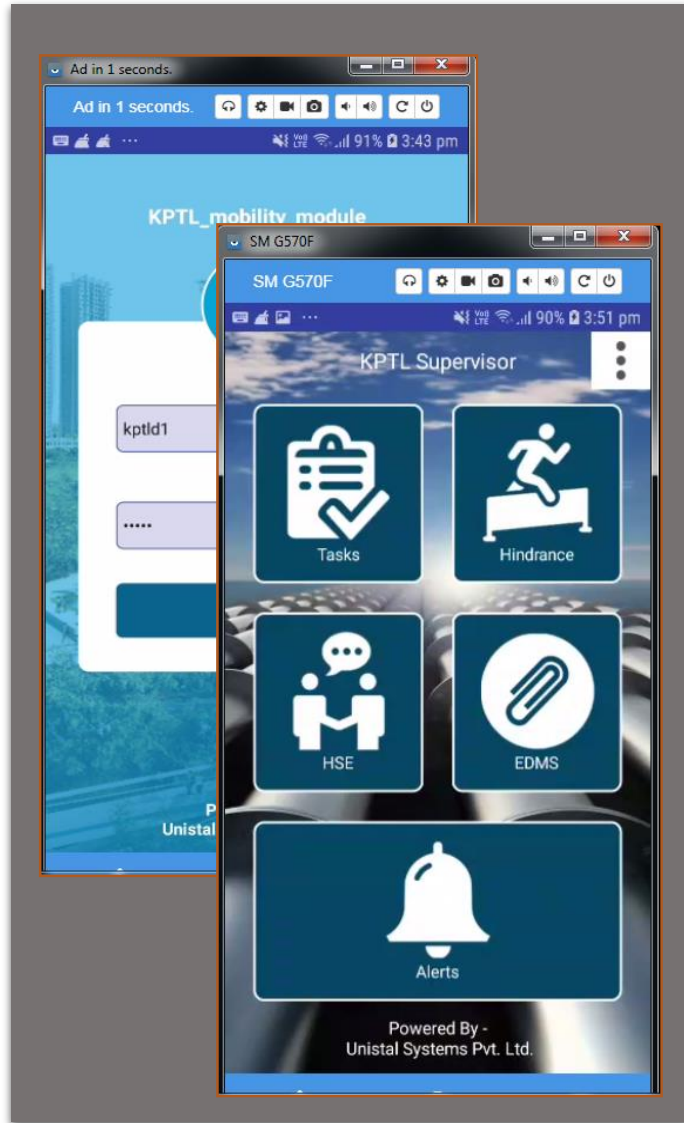 Ad in 1 seconds.
Ad in 1 seconds.
91% 3:43 pm
KPTL_mobility_module
kptld1
•••••
Unistal
SM G570F
SM G570F
VoLTE 90% 3:51 pm
KPTL Supervisor
Tasks
Hindrance
HSE
EDMS
Alerts
Powered By -
Unistal Systems Pvt. Ltd.